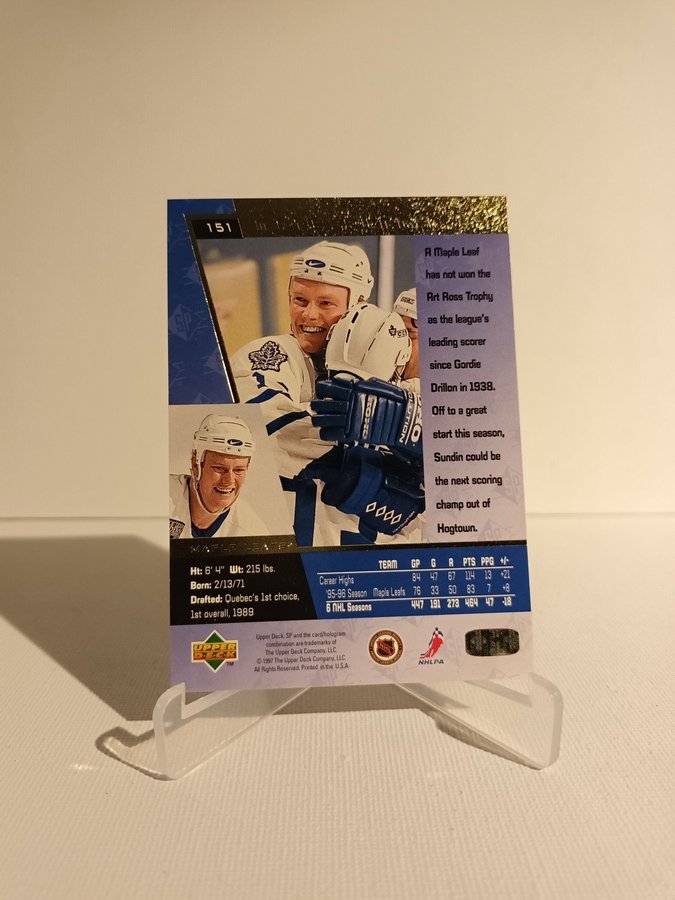 151
A Maple Leaf
has not won the
Art Ross Trophy
as the league's
leading scorer
since Gordie
Drillon in 1938.
Off to a great
start this season,
Sundin could be
the next scoring
champ out of
Hogtown.
MAPLE LEAFS
Ht: 6' 4" Wt: 215 lbs.
Born: 2/13/71
Drafted: Quebec's 1st choice,
1st overall, 1989
TEAM GP G A PTS PPG +/-
Career Highs 84 47 67 114 13 +21
'95-96 Season Maple Leafs 76 33 50 83 7 +8
6 NHL Seasons 447 191 273 464 47 -18
UPPER DECK TM
Upper Deck, SP and the card/hologram
combination are trademarks of
The Upper Deck Company, LLC.
© 1997 The Upper Deck Company, LLC.
All Rights Reserved. Printed in the U.S.A.
NHLPA